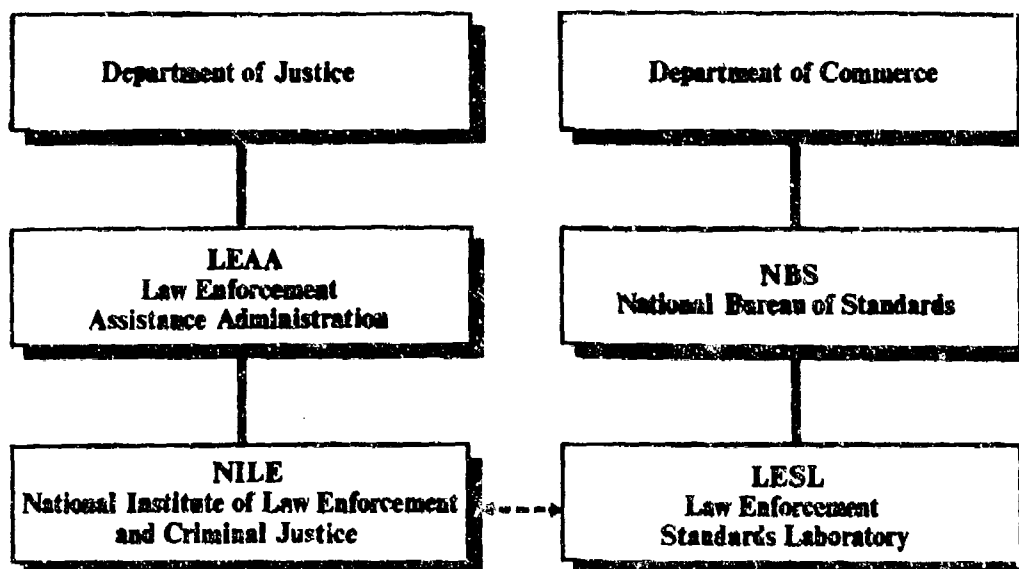 Department of Justice
Department of Commerce
LEAA
Law Enforcement
Assistance Administration
NBS
National Bureau of Standards
NILE
National Institute of Law Enforcement
and Criminal Justice
LESL
Law Enforcement
Standards Laboratory